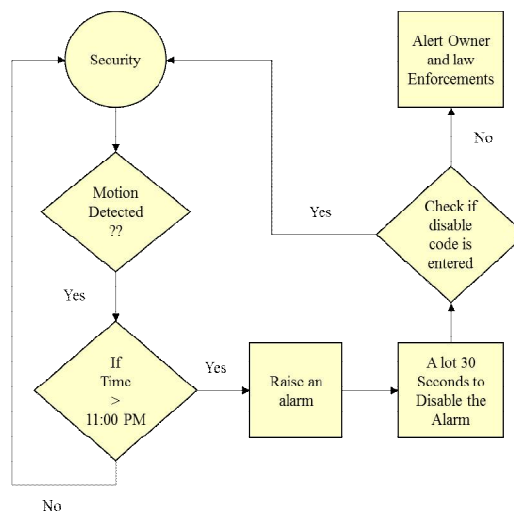 Security
Motion
Detected
??
Yes
If
Time
>
11:00 PM
No
Yes
Raise an
alarm
A lot 30
Seconds to
Disable the
Alarm
Check if
disable
code is
entered
Yes
No
Alert Owner
and law
Enforcements